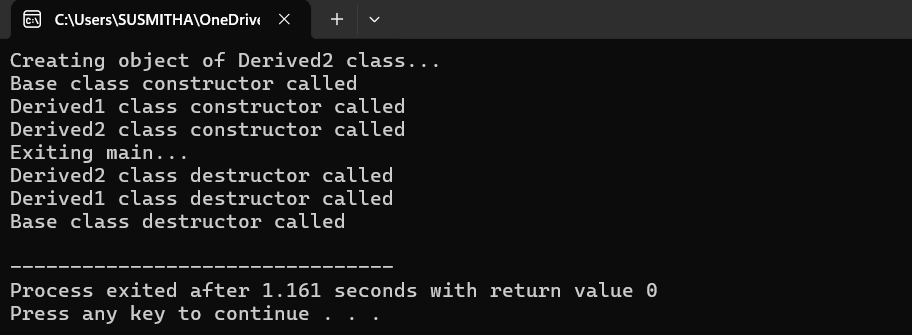 C:\Users\SUSMITHA\OneDrive
Creating object of Derived2 class...
Base class constructor called
Derived1 class constructor called
Derived2 class constructor called
Exiting main...
Derived2 class destructor called
Derived1 class destructor called
Base class destructor called
--------------------------------
Process exited after 1.161 seconds with return value 0
Press any key to continue . . .